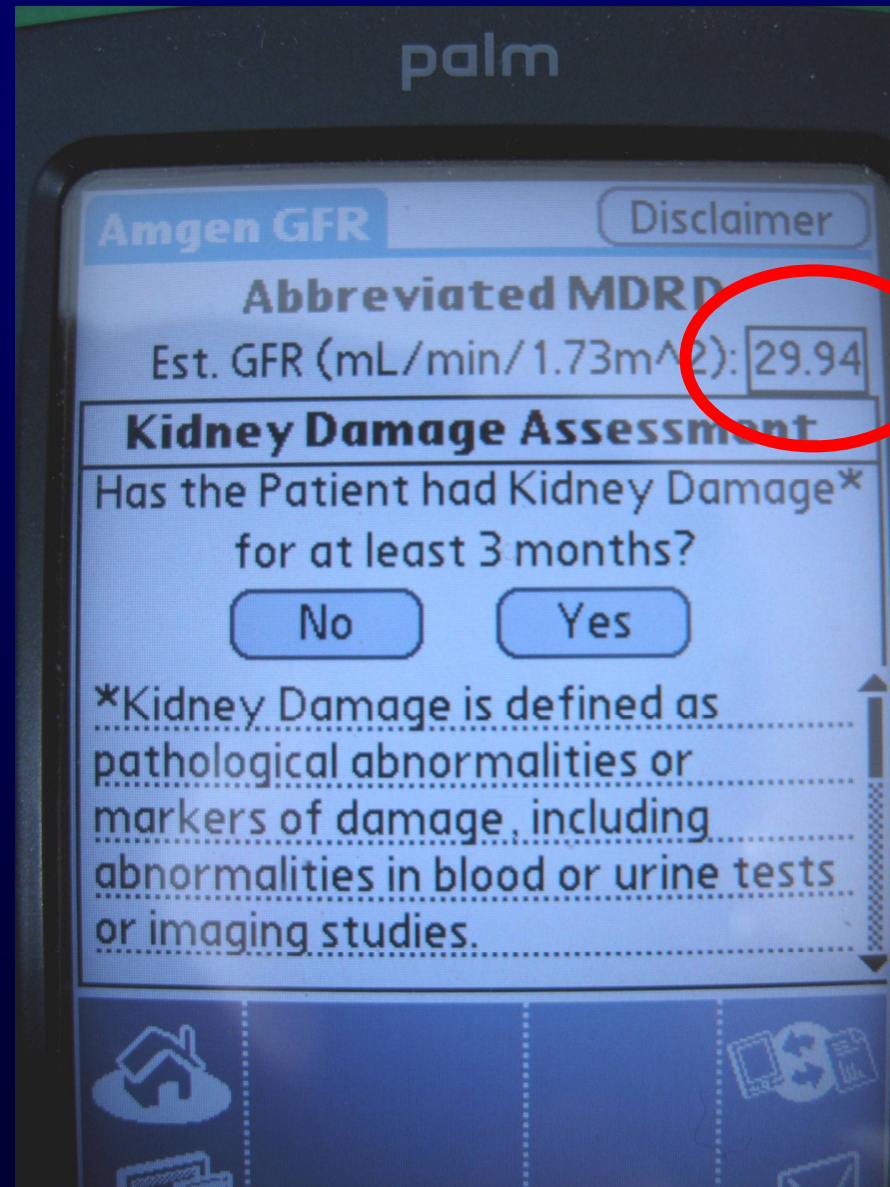 palm
Amgen GFR Disclaimer
Abbreviated MDRD
Est. GFR (mL/min/1.73m^2): 29.94
Kidney Damage Assessment
Has the Patient had Kidney Damage*
for at least 3 months?
No Yes
*Kidney Damage is defined as
pathological abnormalities or
markers of damage, including
abnormalities in blood or urine tests
or imaging studies.